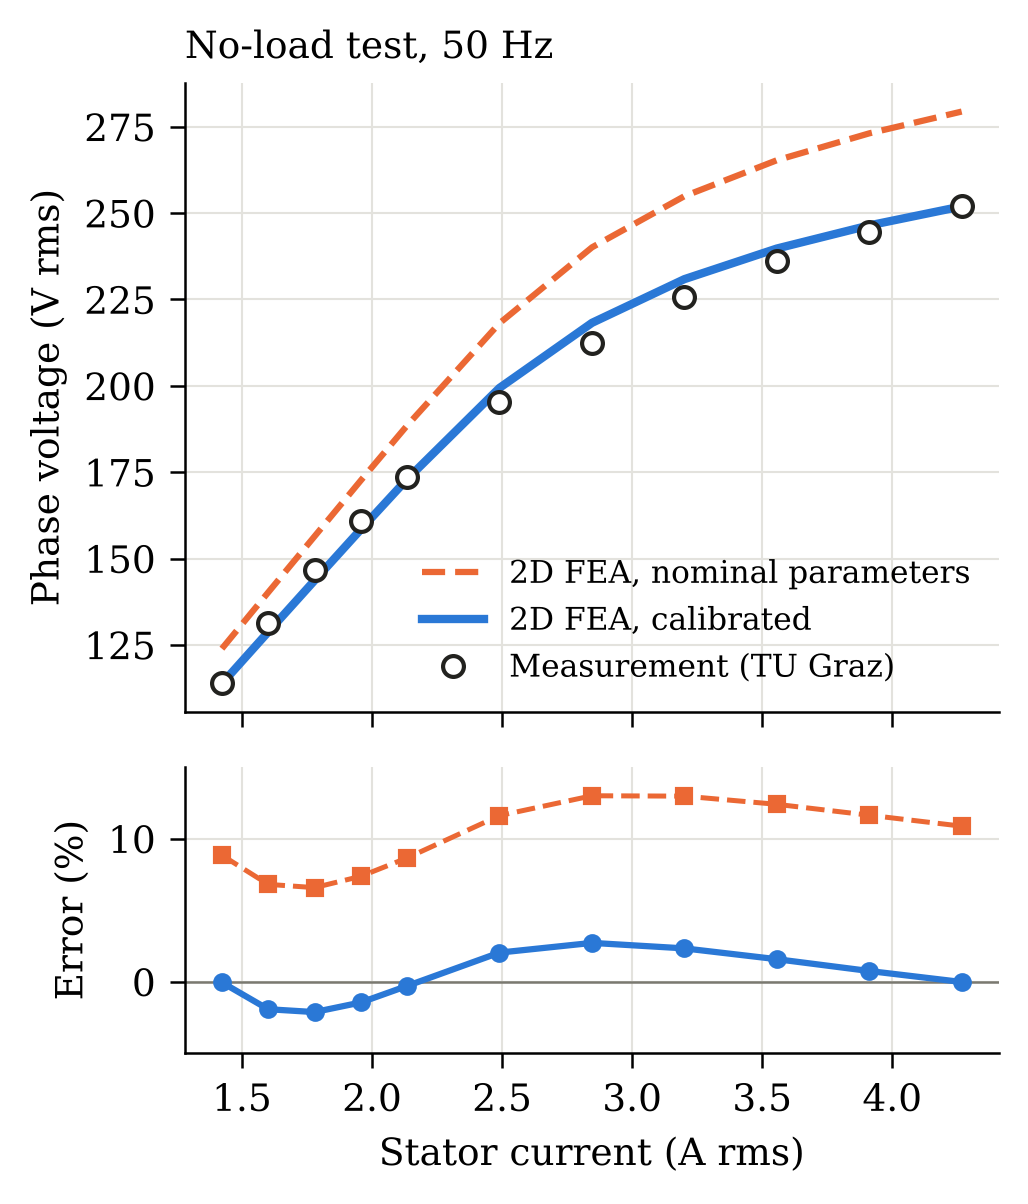 No-load test, 50 Hz
Phase voltage (V rms)
275
250
225
200
175
150
125
2D FEA, nominal parameters
2D FEA, calibrated
Measurement (TU Graz)
Error (%)
10
0
1.5 2.0 2.5 3.0 3.5 4.0
Stator current (A rms)